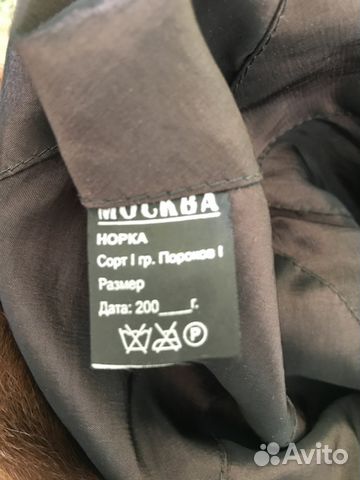 МОСКВА
НОРКА
Сорт I гр. Пороков I
Размер
Дата: 200____г.
P
Avito